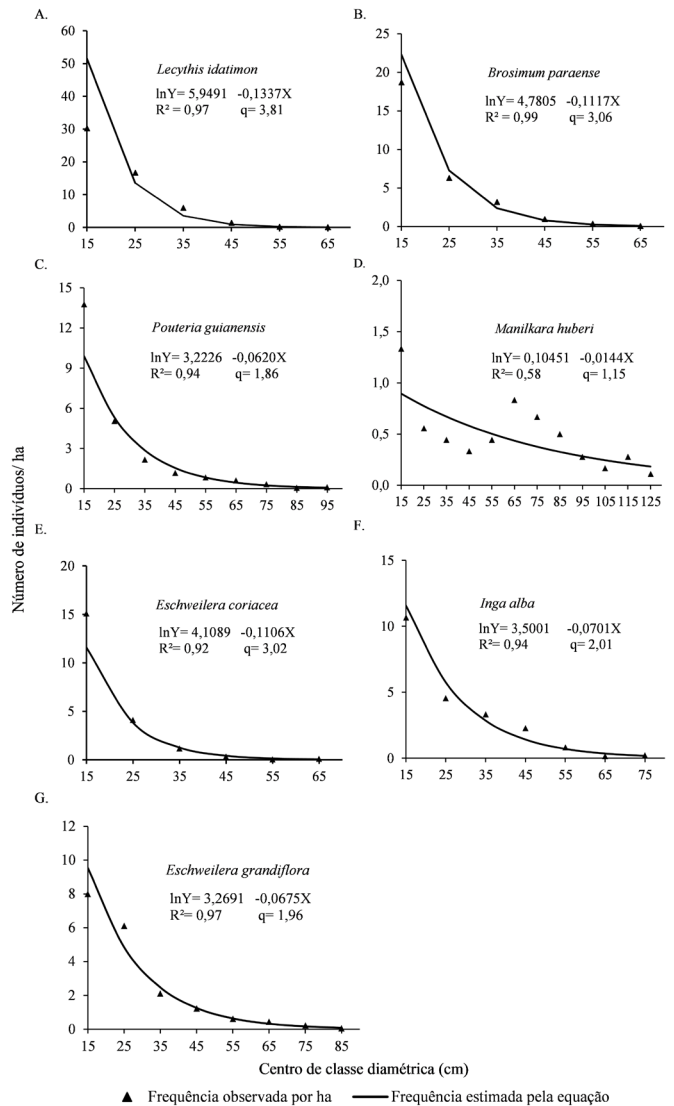 A.
60
50
40
30
20
10
0
Lecythis idatimon
lnY= 5,9491 -0,1337X
R² = 0,97 q= 3,81
15 25 35 45 55 65
B.
25
20
15
10
5
0
Brosimum paraense
lnY= 4,7805 -0,1117X
R² = 0,99 q= 3,06
15 25 35 45 55 65
C.
15
12
9
6
3
0
Pouteria guianensis
lnY= 3,2226 -0,0620X
R²= 0,94 q= 1,86
15 25 35 45 55 65 75 85 95
D.
2,0
1,5
1,0
0,5
0,0
Manilkara huberi
lnY= 0,10451 -0,0144X
R²= 0,58 q= 1,15
15 25 35 45 55 65 75 85 95 105 115 125
E.
20
15
10
5
0
Eschweilera coriacea
lnY= 4,1089 -0,1106X
R²= 0,92 q= 3,02
15 25 35 45 55 65
F.
15
10
5
0
Inga alba
lnY= 3,5001 -0,0701X
R²= 0,94 q= 2,01
15 25 35 45 55 65 75
G.
12
10
8
6
4
2
0
Eschweilera grandiflora
lnY= 3,2691 -0,0675X
R²= 0,97 q= 1,96
15 25 35 45 55 65 75 85
Número de indivíduos/ ha
Centro de classe diamétrica (cm)
Frequência observada por ha
Frequência estimada pela equação